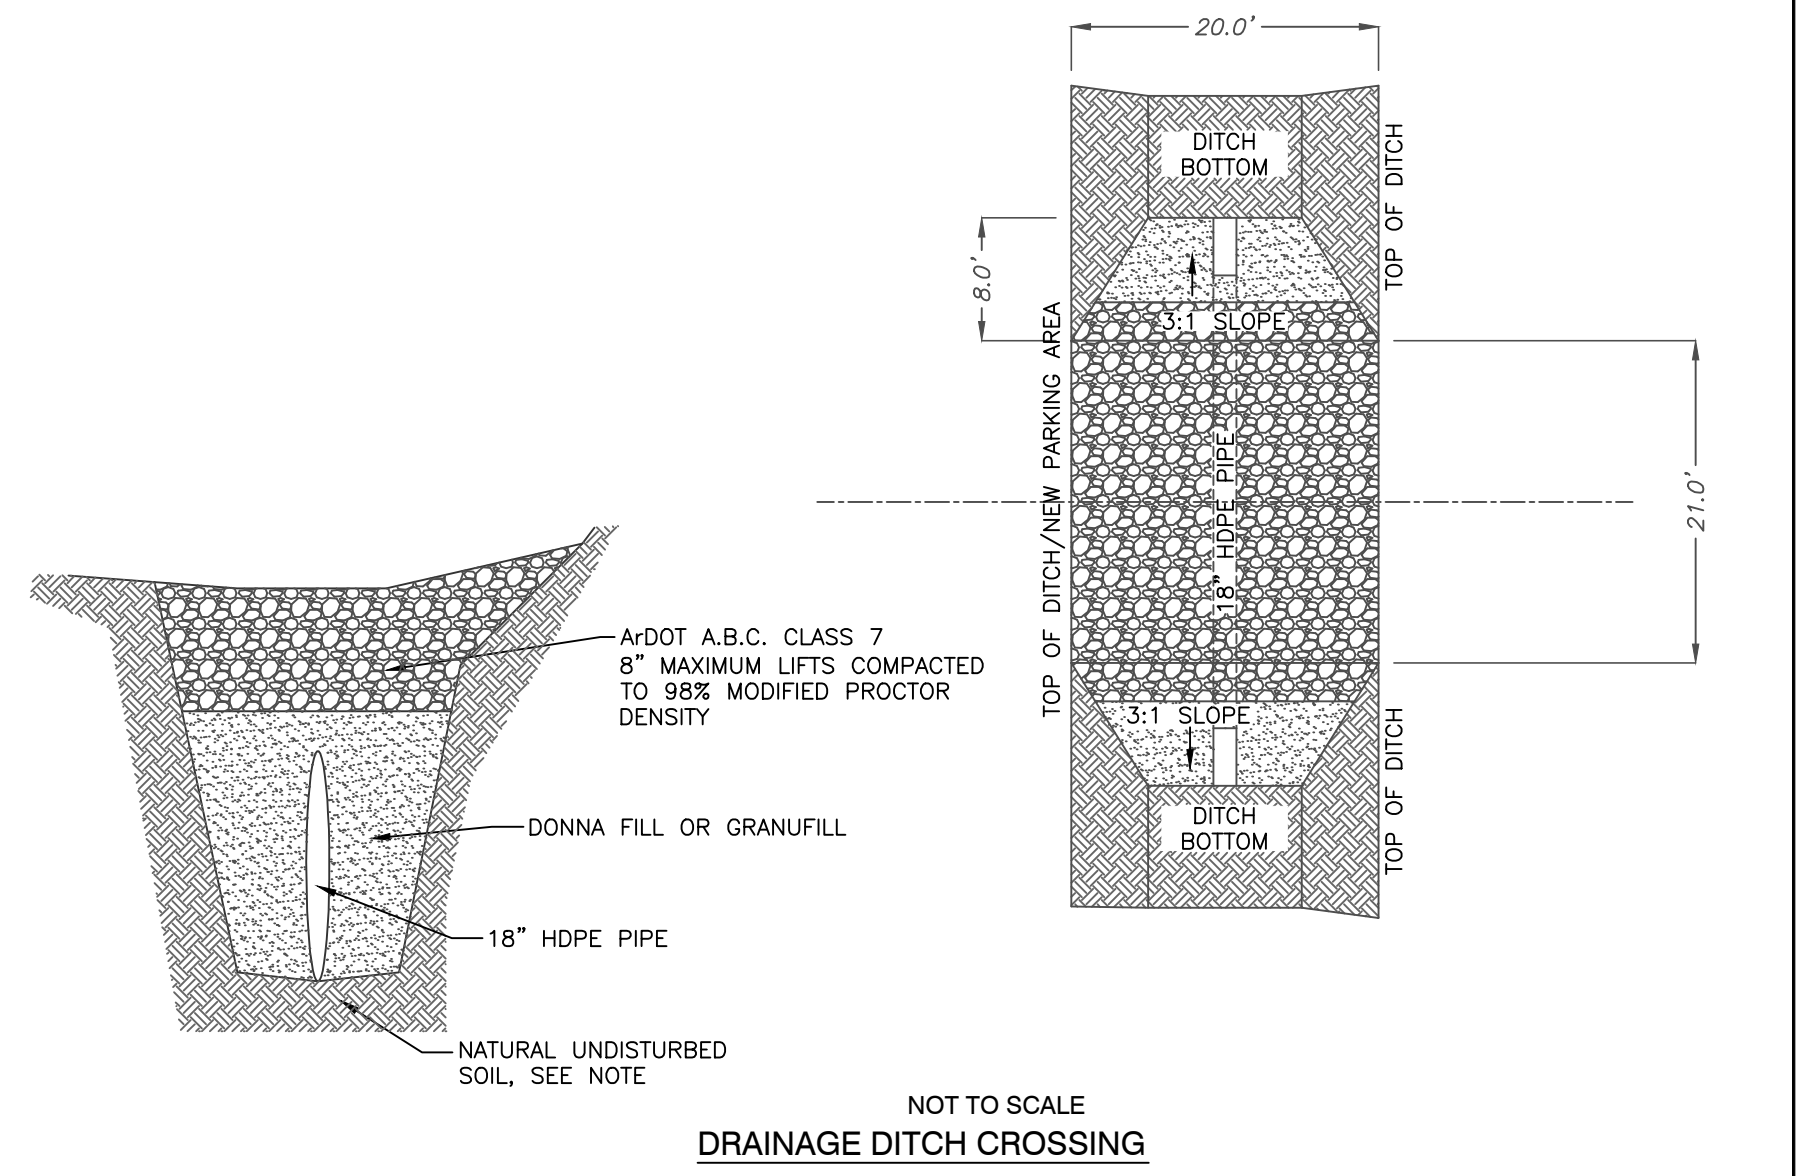 20.0'
DITCH
BOTTOM
TOP OF DITCH
8.0'
3:1 SLOPE
TOP OF DITCH/NEW PARKING AREA
18" HDPE PIPE
21.0'
3:1 SLOPE
TOP OF DITCH
DITCH
BOTTOM
ArDOT A.B.C. CLASS 7
8" MAXIMUM LIFTS COMPACTED
TO 98% MODIFIED PROCTOR
DENSITY
DONNA FILL OR GRANUFILL
18" HDPE PIPE
NATURAL UNDISTURBED
SOIL, SEE NOTE
NOT TO SCALE
DRAINAGE DITCH CROSSING